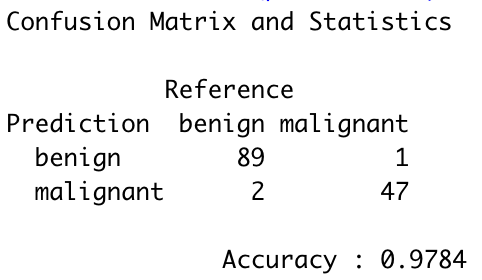 Confusion Matrix and Statistics
Reference
Prediction benign malignant
benign 89 1
malignant 2 47
Accuracy : 0.9784